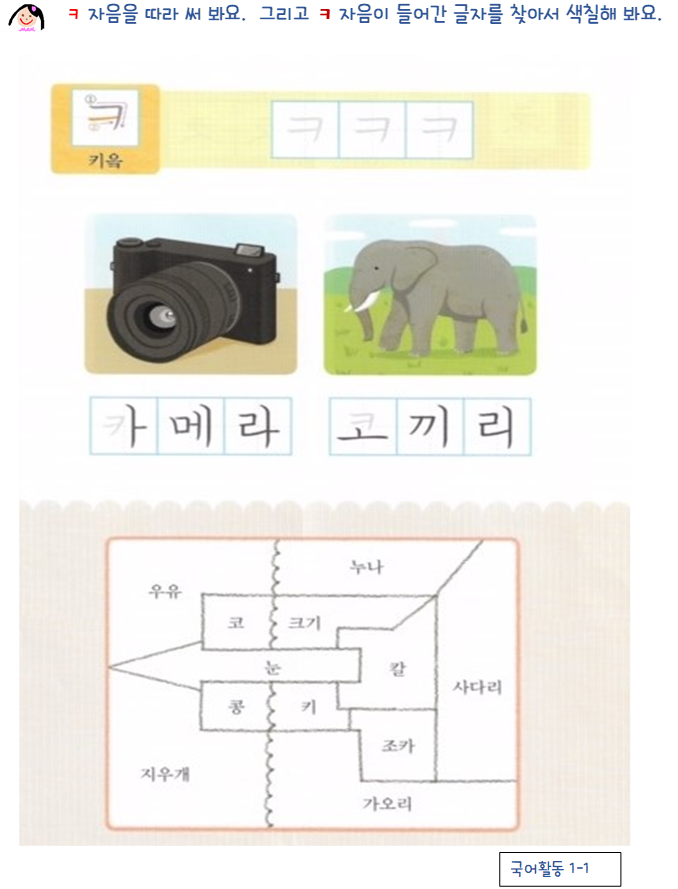 ㅋ 자음을 따라 써 봐요. 그리고 ㅋ 자음이 들어간 글자를 찾아서 색칠해 봐요.
① ㅋ ②
키읔
ㅋ ㅋ ㅋ
카메라 코끼리
누나
우유
코 크기
눈 칼
사다리
콩 키
조카
지우개
가오리
국어활동 1-1